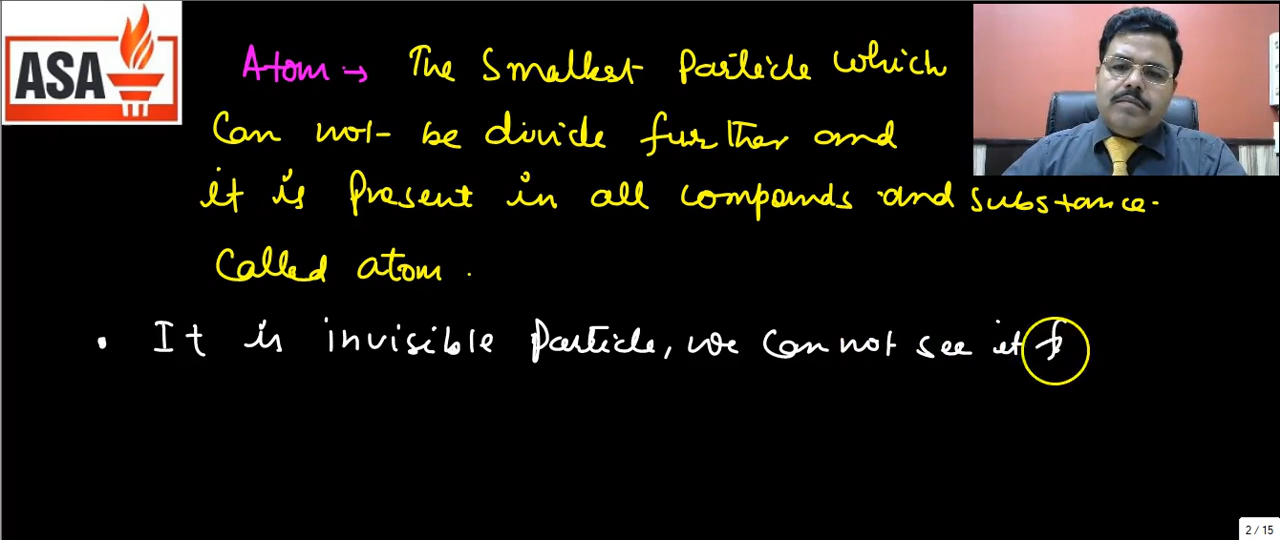 ASA
Atom → The Smallest Particle which
Can not be divide further and
it is Present in all compounds and substance.
Called atom.
• It is invisible Particle, we can not see it f
2 / 15